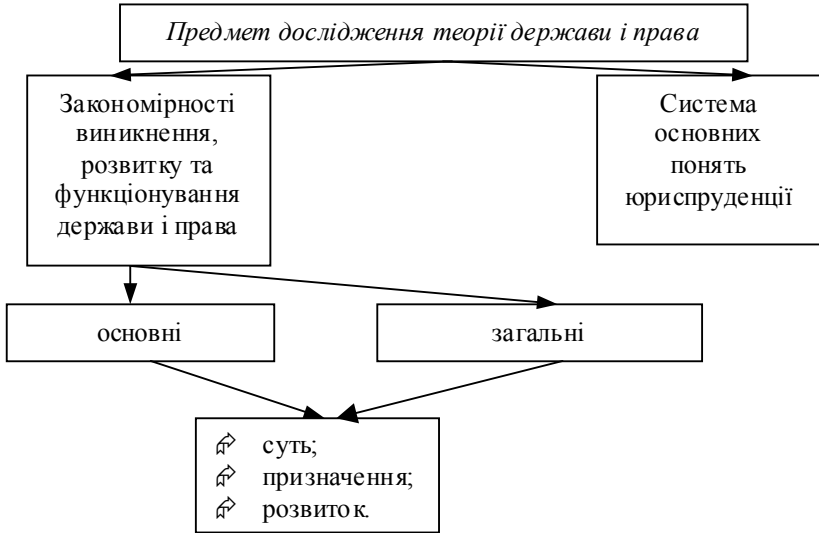 Предмет дослідження теорії держави і права
Закономірності
виникнення,
розвитку та
функціонування
держави і права
Система
основних
понять
юриспруденції
основні
загальні
суть;
призначення;
розвиток.